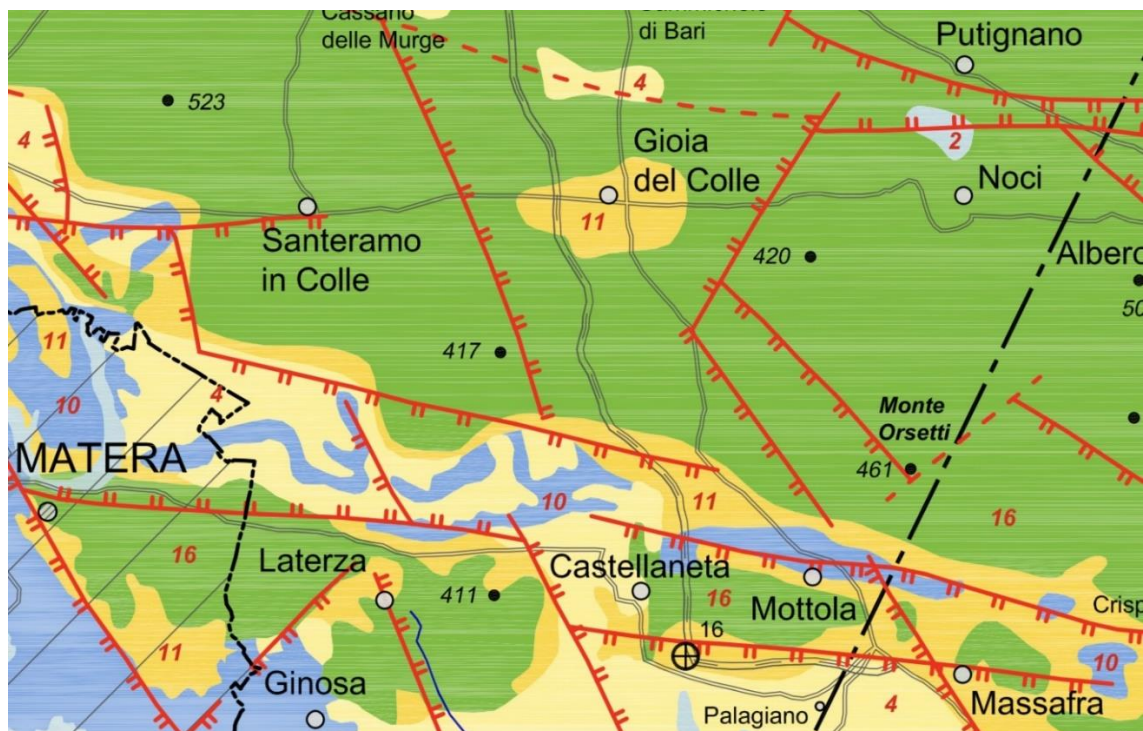 Cassano
delle Murge
di Bari
Putignano
523
4
4
Gioia
del Colle
2
Noci
11
Santeramo
in Colle
420
Albero
50
11
417
4
10
Monte
Orsetti
MATERA
461
10
11
16
16
Laterza
Castellaneta
411
16
Mottola
Crisp
16
11
10
Ginosa
Massafra
Palagiano
4